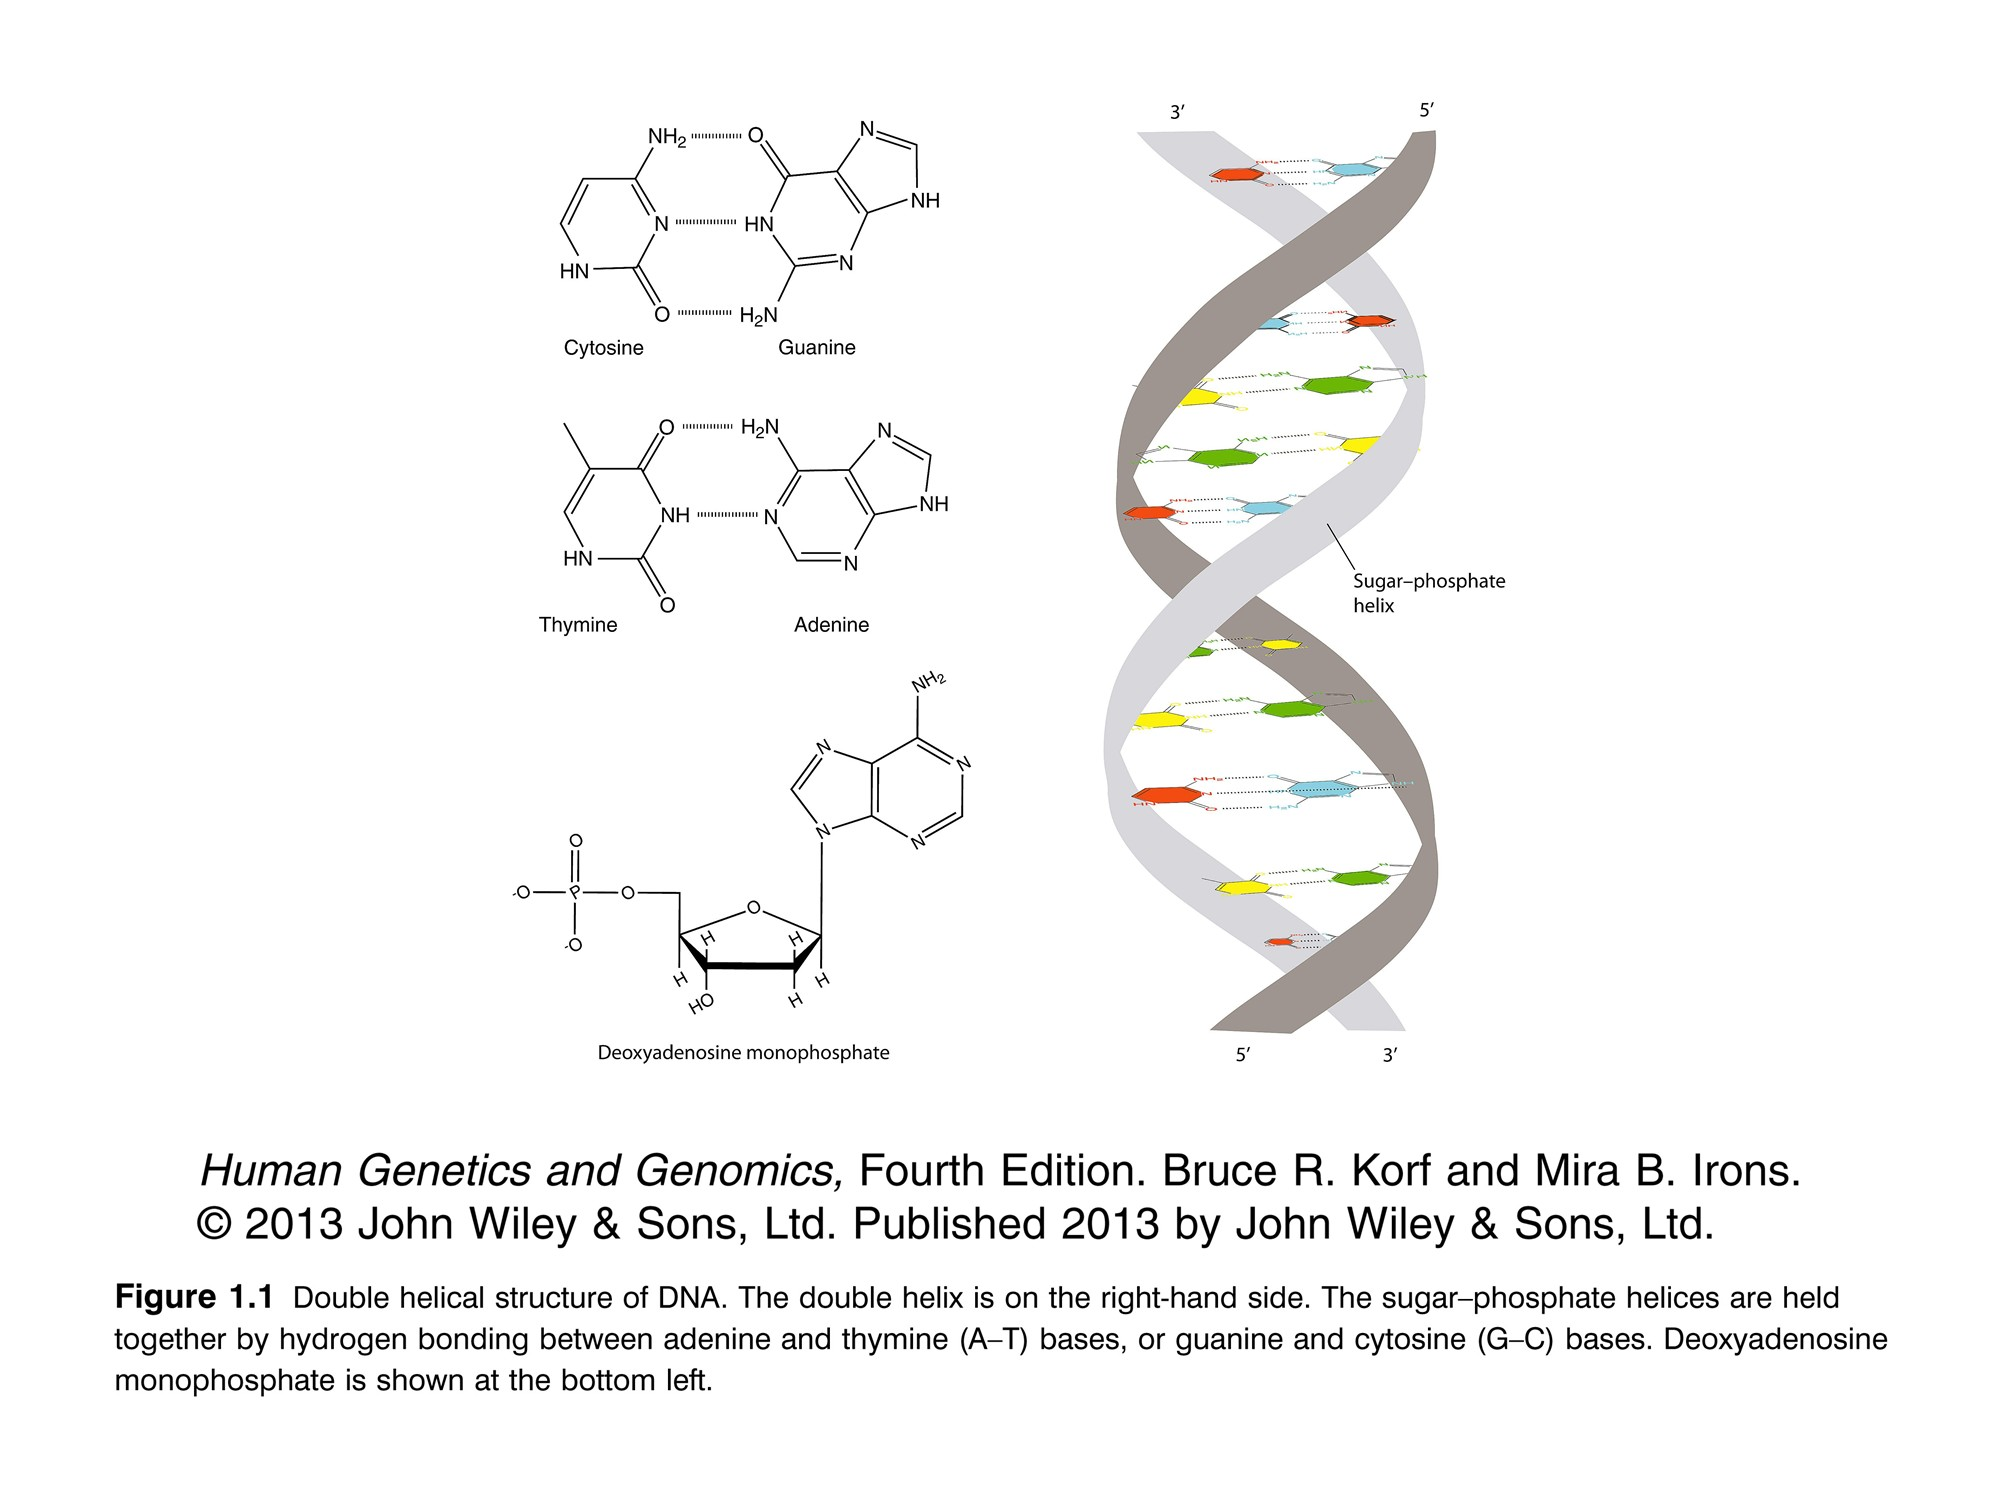 NH2
O
N
NH
N
HN
N
HN
O
H2N
Cytosine
Guanine
O
H2N
N
NH
NH
N
HN
N
O
Thymine
Adenine
NH2
N
N
N
N
O
-O
P
O
O
-O
H
H
H
H
HO
H
Deoxyadenosine monophosphate
3′
5′
Sugar–phosphate
helix
5′
3′
Human Genetics and Genomics, Fourth Edition. Bruce R. Korf and Mira B. Irons.
© 2013 John Wiley & Sons, Ltd. Published 2013 by John Wiley & Sons, Ltd.
Figure 1.1 Double helical structure of DNA. The double helix is on the right-hand side. The sugar–phosphate helices are held
together by hydrogen bonding between adenine and thymine (A–T) bases, or guanine and cytosine (G–C) bases. Deoxyadenosine
monophosphate is shown at the bottom left.